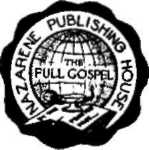 NAZARENE PUBLISHING HOUSE
THE
FULL GOSPEL